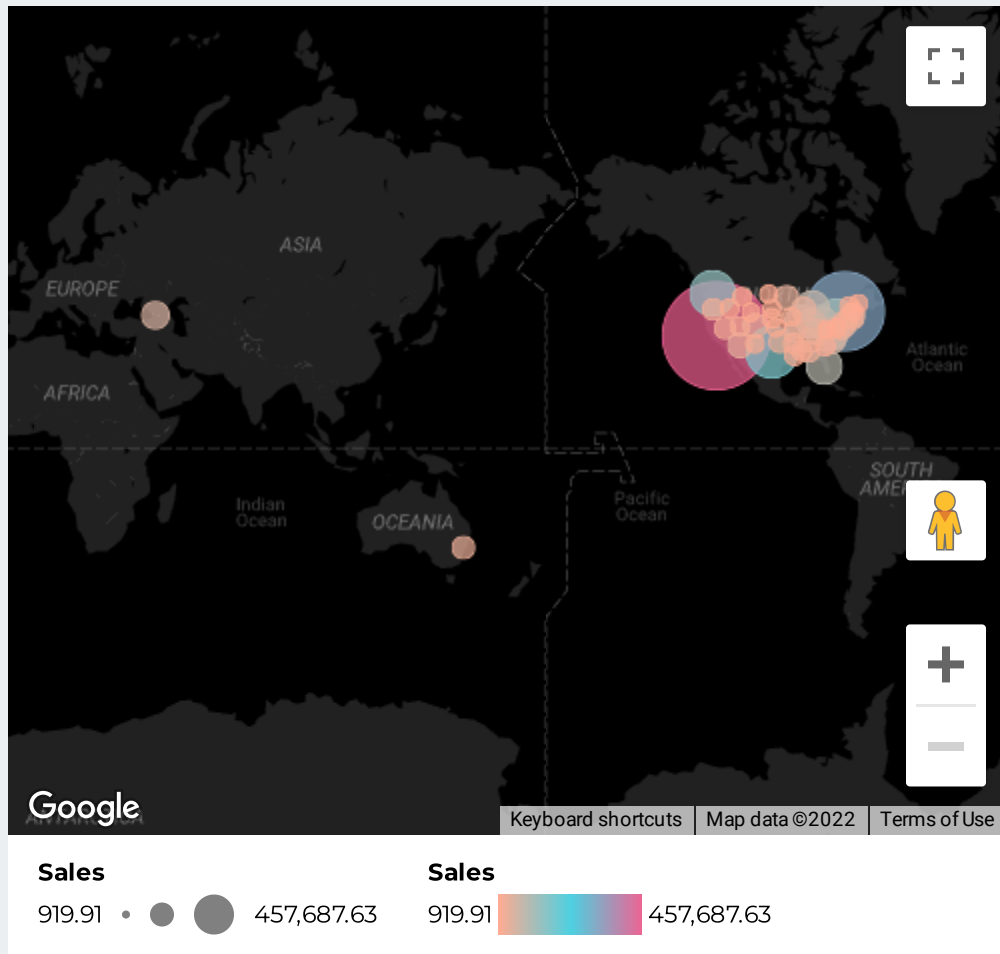 ASIA
EUROPE
Atlantic
Ocean
AFRICA
SOUTH
AME
Indian
Ocean
Pacific
Ocean
OCEANIA
Google
Keyboard shortcuts
Map data ©2022
Terms of Use
Sales
919.91
457,687.63
Sales
919.91
457,687.63